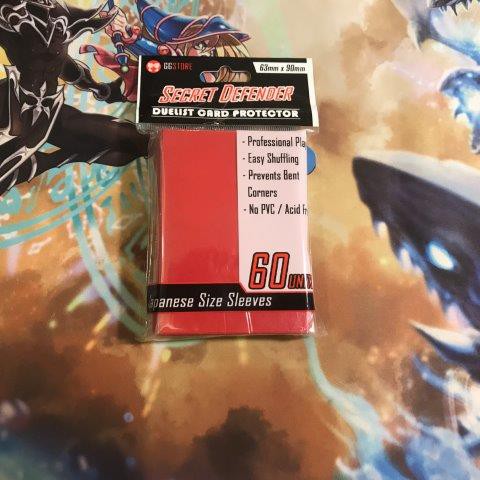 GGSTORE
63mm x 90mm
SECRET DEFENDER
DUELIST CARD PROTECTOR
- Professional Pla
- Easy Shuffling
- Prevents Bent
Corners
- No PVC / Acid Fr
60 UNI
apanese Size Sleeves